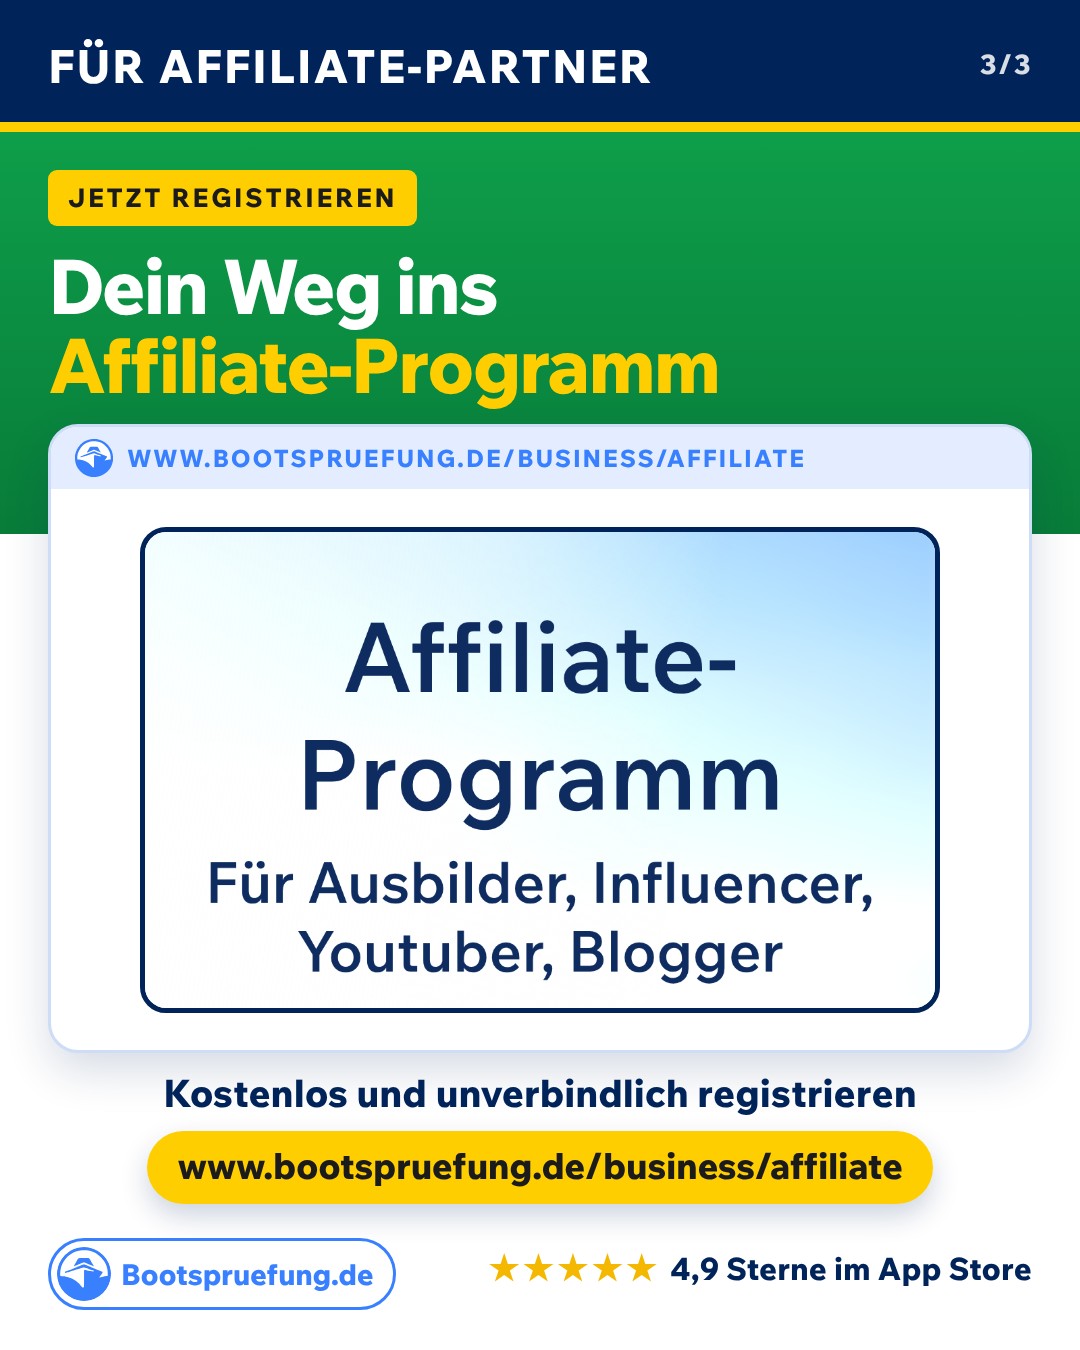 FÜR AFFILIATE-PARTNER
3/3
JETZT REGISTRIEREN
Dein Weg ins
Affiliate-Programm
WWW.BOOTSPRUEFUNG.DE/BUSINESS/AFFILIATE
Affiliate-
Programm
Für Ausbilder, Influencer,
Youtuber, Blogger
Kostenlos und unverbindlich registrieren
www.bootspruefung.de/business/affiliate
Bootspruefung.de
★★★★★ 4,9 Sterne im App Store